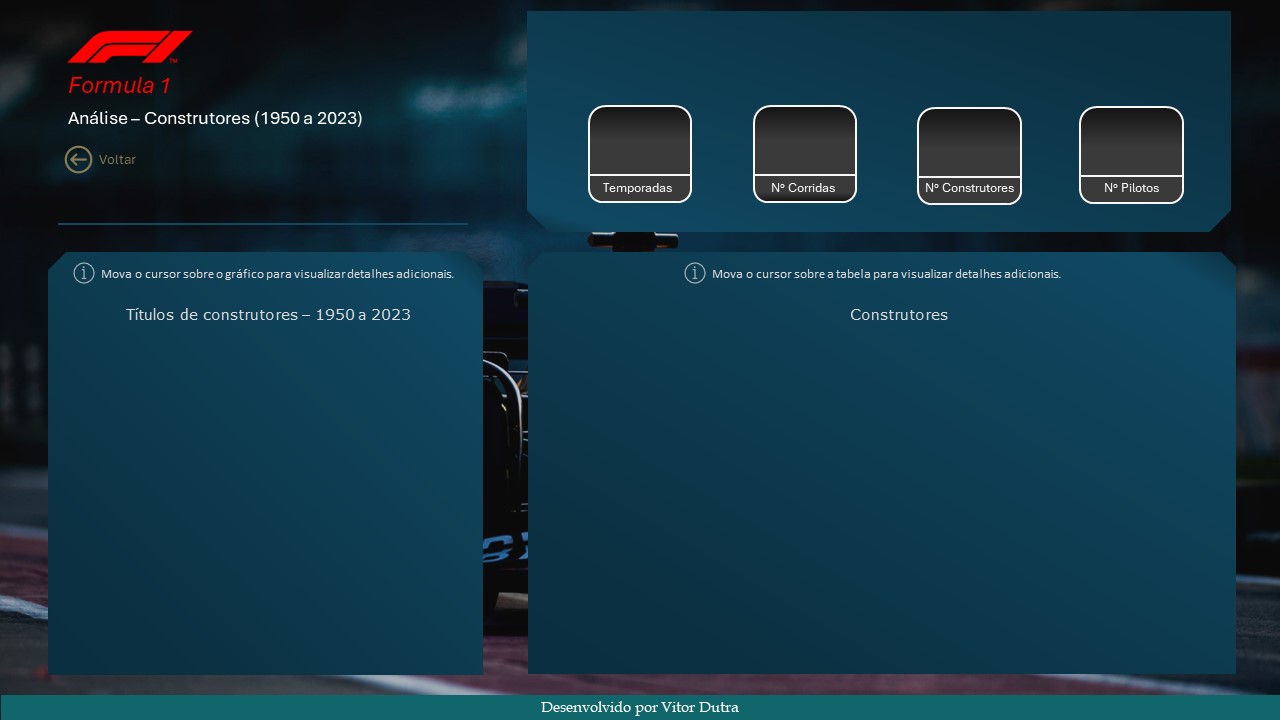 F1 TM
Formula 1
Análise – Construtores (1950 a 2023)
Voltar
Temporadas
Nº Corridas
Nº Construtores
Nº Pilotos
Mova o cursor sobre o gráfico para visualizar detalhes adicionais.
Títulos de construtores – 1950 a 2023
Mova o cursor sobre a tabela para visualizar detalhes adicionais.
Construtores
Desenvolvido por Vitor Dutra